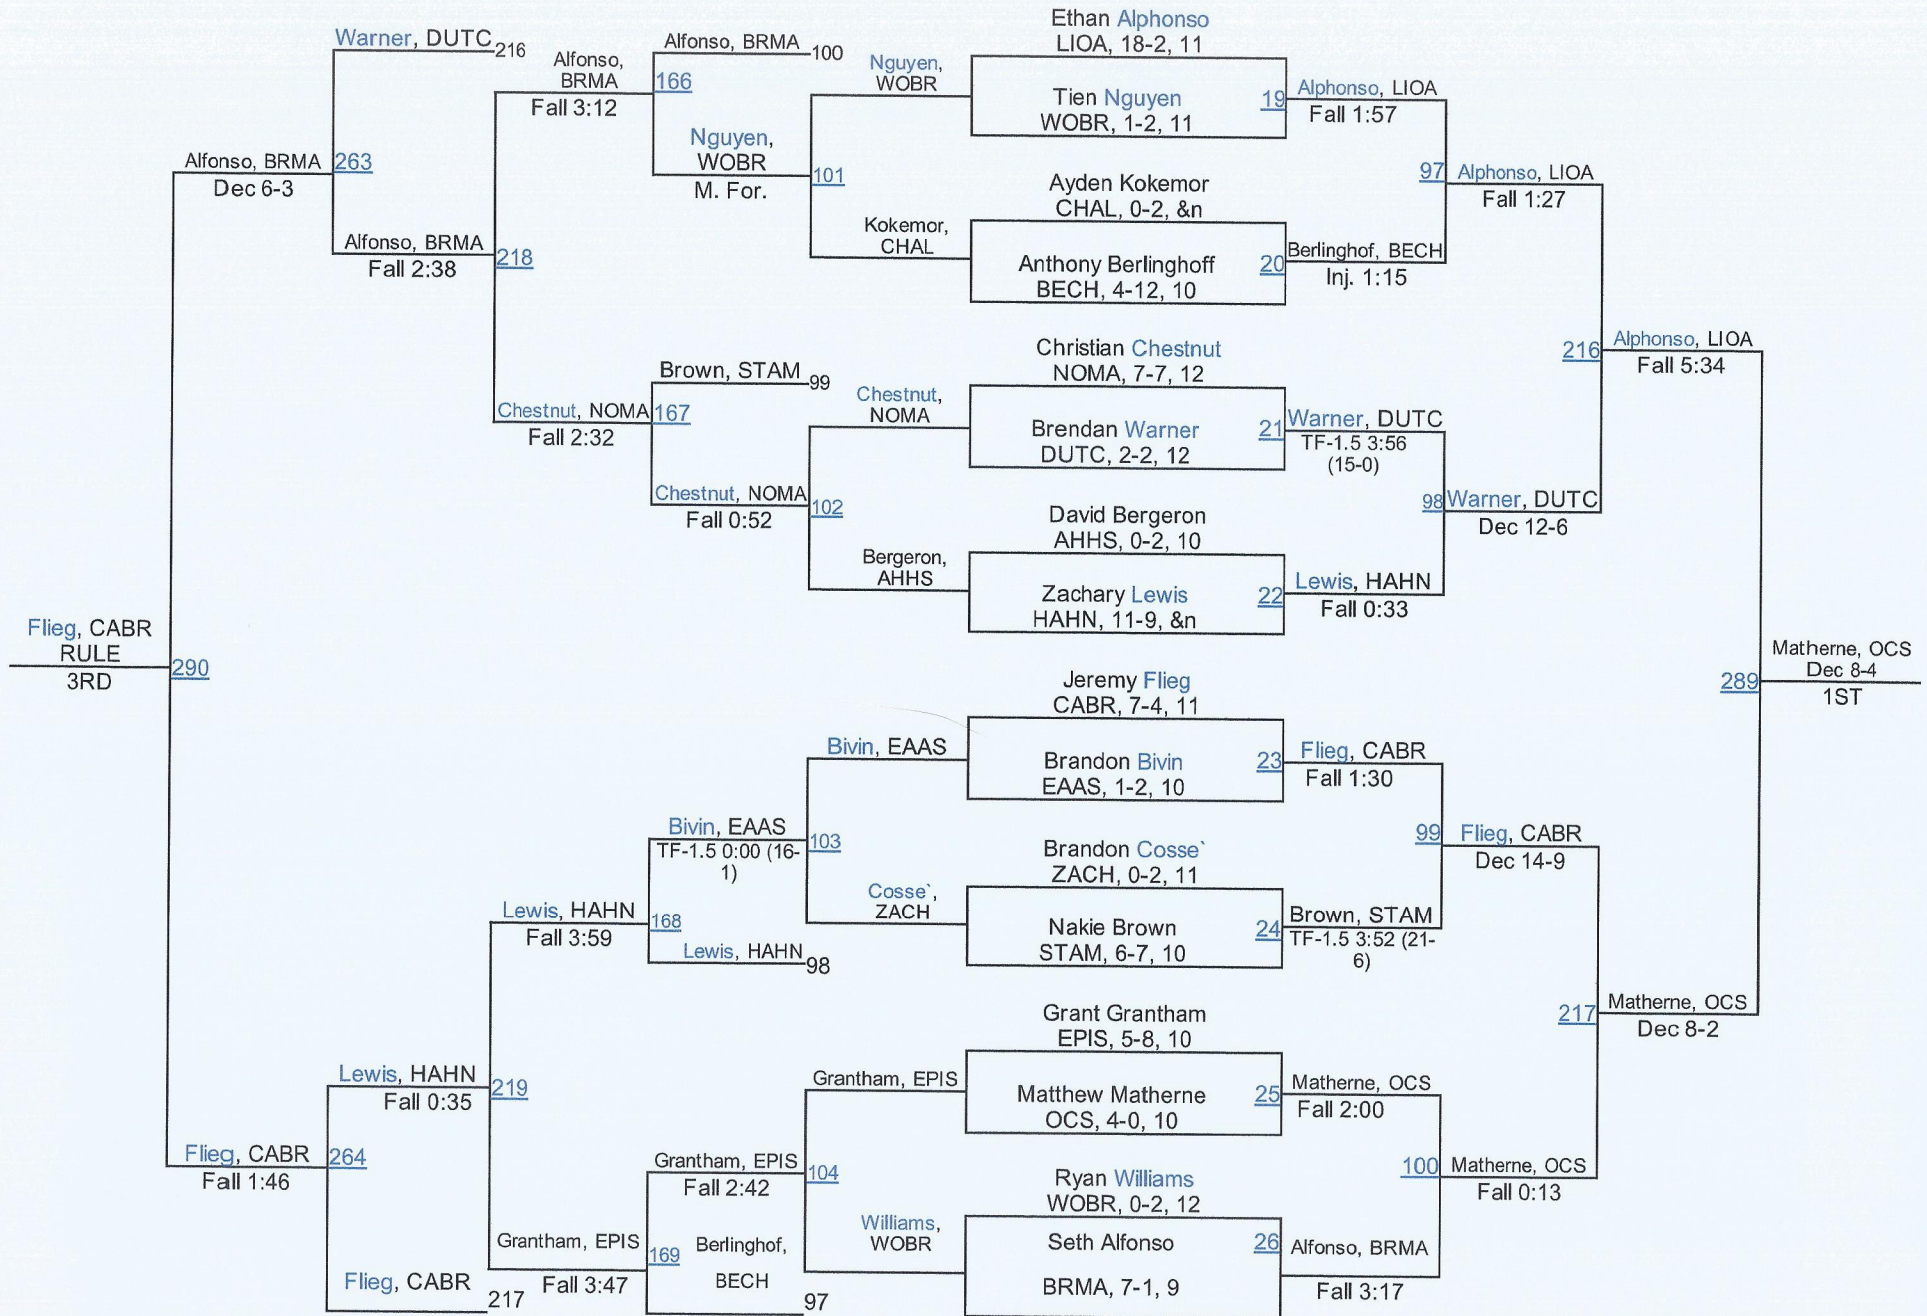 Warner, DUTC
216
Alfonso, BRMA
Dec 6-3
263
Alfonso, BRMA
Fall 2:38
218
Alfonso,
BRMA
Fall 3:12
166
Alfonso, BRMA
100
Nguyen,
WOBR
M. For.
101
Nguyen,
WOBR
Kokemor,
CHAL
Chestnut, NOMA
Fall 2:32
167
Brown, STAM
99
Chestnut, NOMA
Fall 0:52
102
Chestnut,
NOMA
Bergeron,
AHHS
Flieg, CABR
RULE
3RD
290
Flieg, CABR
Fall 1:46
264
Lewis, HAHN
Fall 0:35
219
Flieg, CABR
217
Lewis, HAHN
Fall 3:59
168
Bivin, EAAS
TF-1.5 0:00 (16-
1)
103
Lewis, HAHN
98
Bivin, EAAS
Cosse`,
ZACH
Grantham, EPIS
Fall 3:47
169
Grantham, EPIS
Fall 2:42
104
Berlinghof,
BECH
97
Grantham, EPIS
Williams,
WOBR
Ethan Alphonso
LIOA, 18-2, 11
Tien Nguyen
WOBR, 1-2, 11
19
Ayden Kokemor
CHAL, 0-2, &n
Anthony Berlinghoff
BECH, 4-12, 10
20
Christian Chestnut
NOMA, 7-7, 12
Brendan Warner
DUTC, 2-2, 12
21
David Bergeron
AHHS, 0-2, 10
Zachary Lewis
HAHN, 11-9, &n
22
Jeremy Flieg
CABR, 7-4, 11
Brandon Bivin
EAAS, 1-2, 10
23
Brandon Cosse`
ZACH, 0-2, 11
Nakie Brown
STAM, 6-7, 10
24
Grant Grantham
EPIS, 5-8, 10
Matthew Matherne
OCS, 4-0, 10
25
Ryan Williams
WOBR, 0-2, 12
Seth Alfonso
BRMA, 7-1, 9
26
Alphonso, LIOA
Fall 1:57
97
Berlinghof, BECH
Inj. 1:15
Alphonso, LIOA
Fall 1:27
216
Warner, DUTC
TF-1.5 3:56
(15-0)
98
Lewis, HAHN
Fall 0:33
Warner, DUTC
Dec 12-6
Alphonso, LIOA
Fall 5:34
289
Matherne, OCS
Dec 8-4
1ST
Flieg, CABR
Fall 1:30
99
Brown, STAM
TF-1.5 3:52 (21-
6)
Flieg, CABR
Dec 14-9
217
Matherne, OCS
Dec 8-2
Matherne, OCS
Fall 2:00
100
Alfonso, BRMA
Fall 3:17
Matherne, OCS
Fall 0:13